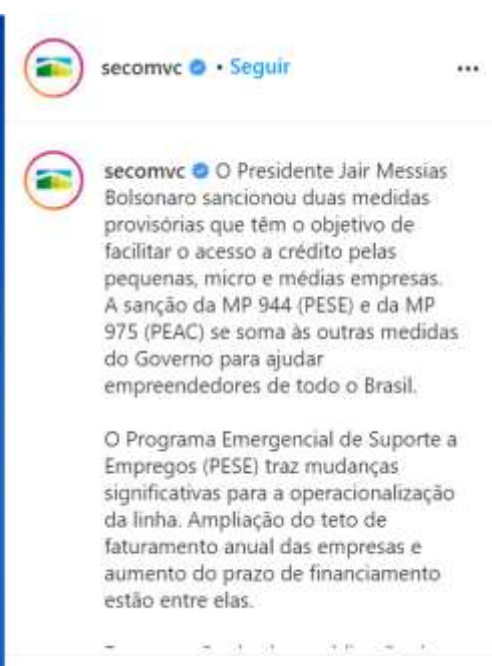 secomvc • Seguir
secomvc O Presidente Jair Messias
Bolsonaro sancionou duas medidas
provisórias que têm o objetivo de
facilitar o acesso a crédito pelas
pequenas, micro e médias empresas.
A sanção da MP 944 (PESE) e da MP
975 (PEAC) se soma às outras medidas
do Governo para ajudar
empreendedores de todo o Brasil.
O Programa Emergencial de Suporte a
Empregos (PESE) traz mudanças
significativas para a operacionalização
da linha. Ampliação do teto de
faturamento anual das empresas e
aumento do prazo de financiamento
estão entre elas.